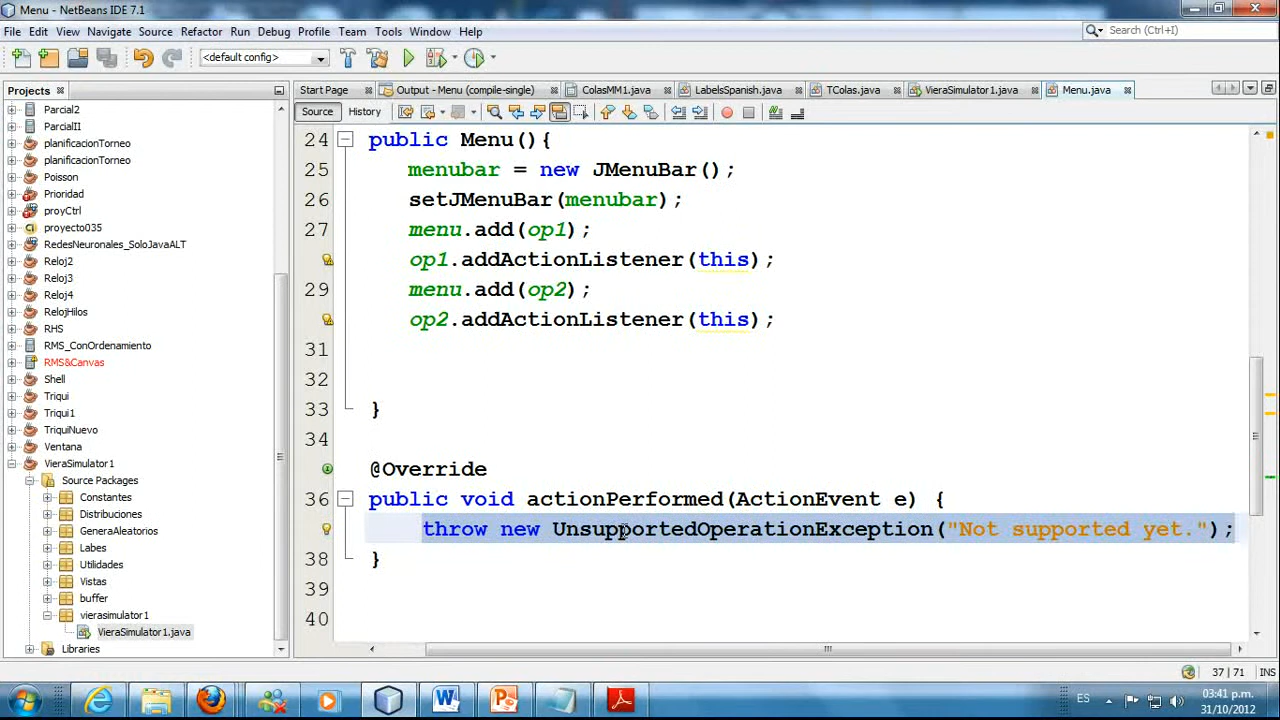 Menu - NetBeans IDE 7.1
File Edit View Navigate Source Refactor Run Debug Profile Team Tools Window Help
Search (Ctrl+I)
<default config>
Projects
Start Page Output - Menu (compile-single) ColasMM1.java LabelsSpanish.java TColas.java VieraSimulator1.java Menu.java
Source History
Parcial2
ParcialII
planificacionTorneo
planificacionTorneo
Poisson
Prioridad
proyCtrl
proyecto035
RedesNeuronales_SoloJavaALT
Reloj2
Reloj3
Reloj4
RelojHilos
RHS
RMS_ConOrdenamiento
RMS&Canvas
Shell
Triqui
Triqui1
TriquiNuevo
Ventana
VieraSimulator1
Source Packages
Constantes
Distribuciones
GeneraAleatorios
Labes
Utilidades
Vistas
buffer
vierasimulator1
VieraSimulator1.java
Libraries
24 public Menu(){
25 menubar = new JMenuBar();
26 setJMenuBar(menubar);
27 menu.add(op1);
op1.addActionListener(this);
29 menu.add(op2);
op2.addActionListener(this);
31
32
33 }
34
@Override
36 public void actionPerformed(ActionEvent e) {
throw new UnsupportedOperationException("Not supported yet.");
38 }
39
40
37 | 71 INS
ES 03:41 p.m.
31/10/2012